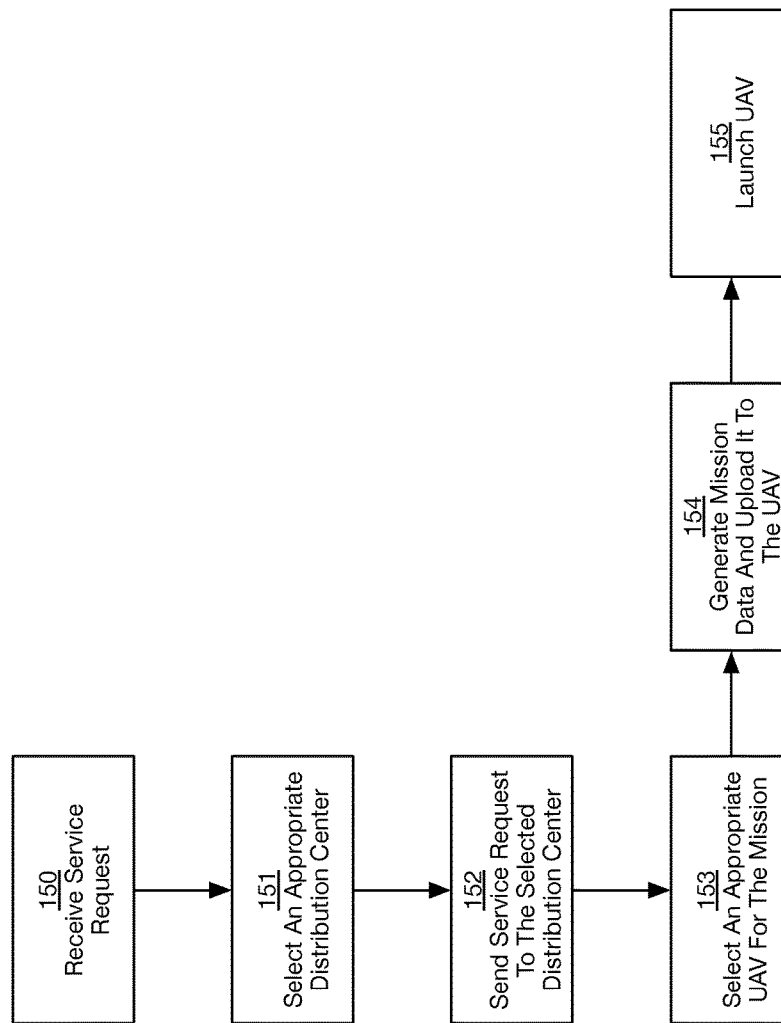 150
Receive Service
Request
151
Select An Appropriate
Distribution Center
152
Send Service Request
To The Selected
Distribution Center
153
Select An Appropriate
UAV For The Mission
154
Generate Mission
Data And Upload It To
The UAV
155
Launch UAV